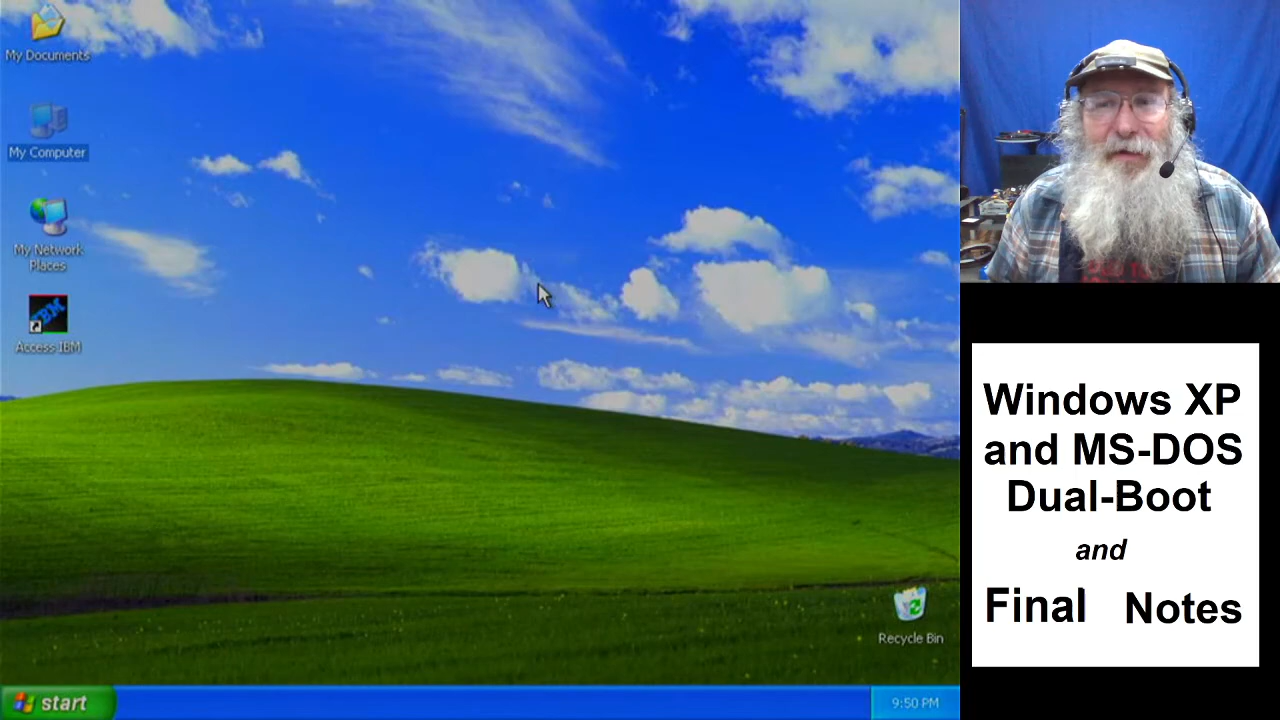 My Documents
My Computer
My Network
Places
IBM
Access IBM
Recycle Bin
start
9:50 PM
Windows XP
and MS-DOS
Dual-Boot
and
Final Notes